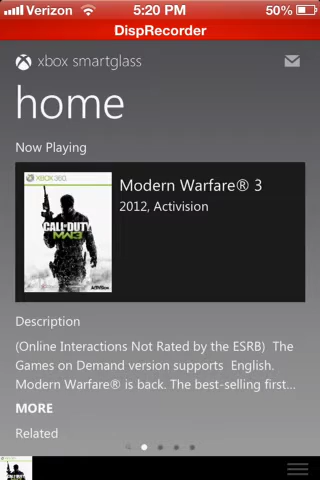 Verizon 5:20 PM 50%
DispRecorder
xbox smartglass
home
Now Playing
XBOX 360
CALL OF DUTY
MW3
ACTIVISION
Modern Warfare® 3
2012, Activision
Description
(Online Interactions Not Rated by the ESRB)  The
Games on Demand version supports  English.
Modern Warfare® is back. The best-selling first...
MORE
Related